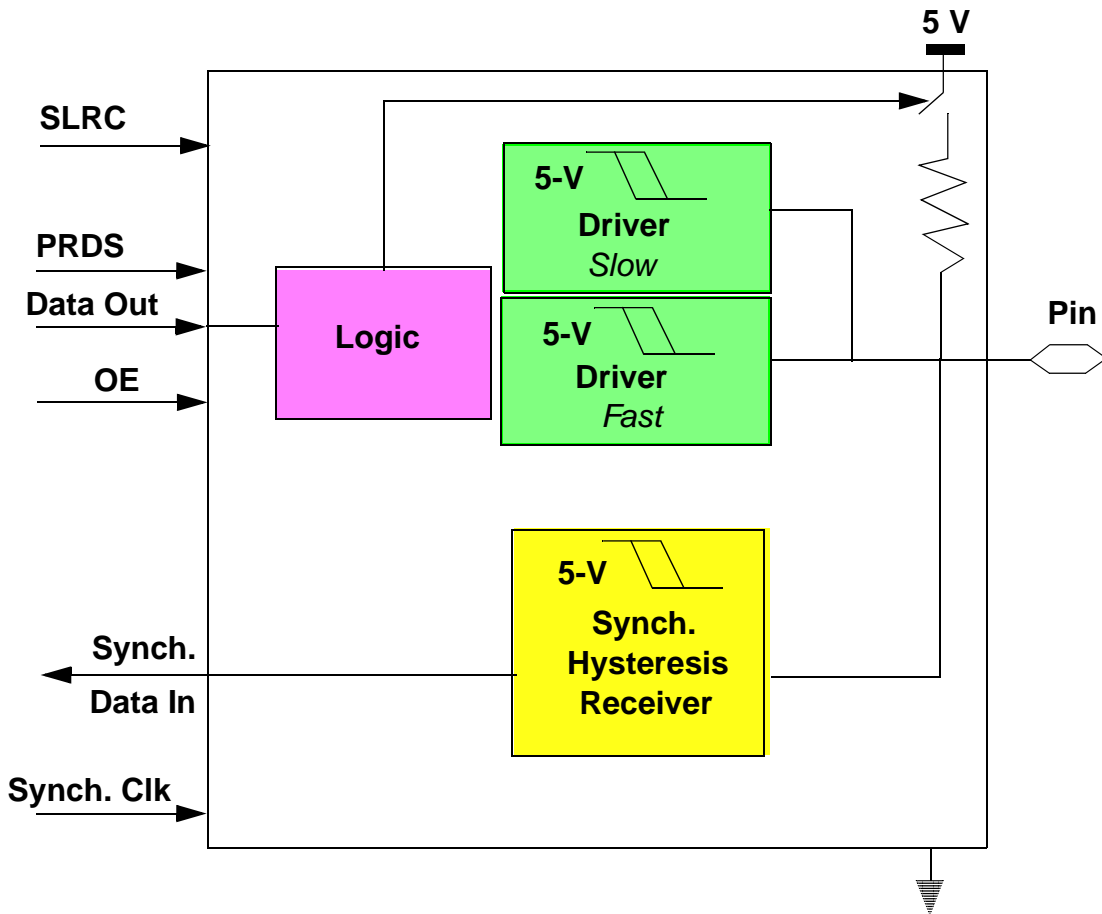 5 V
SLRC
5-V
Driver
Slow
PRDS
Data Out
Logic
5-V
Driver
Fast
Pin
OE
5-V
Synch.
Hysteresis
Receiver
Synch.
Data In
Synch. Clk